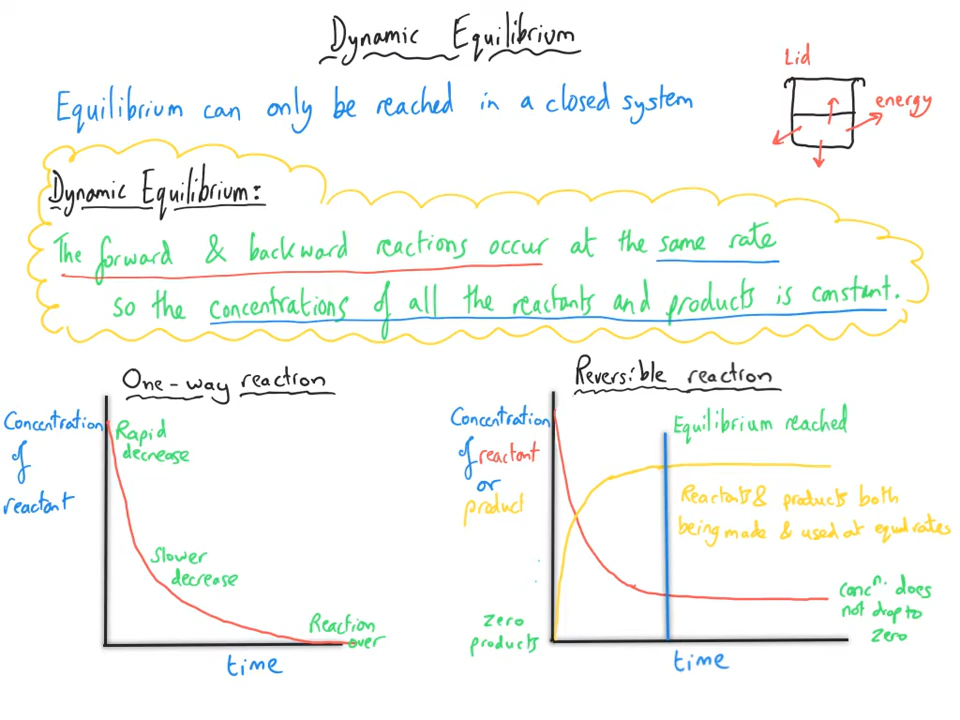 Dynamic Equilibrium
Lid
Equilibrium can only be reached in a closed system
energy
Dynamic Equilibrium:
The forward & backward reactions occur at the same rate
so the concentrations of all the reactants and products is constant.
One-way reaction
Concentration
of
reactant
Rapid
decrease
Slower
decrease
Reaction
over
time
Reversible reaction
Concentration
of reactant
or
product
Equilibrium reached
Reactants & products both
being made & used at equal rates
concn. does
not drop to
zero
Zero
products
time